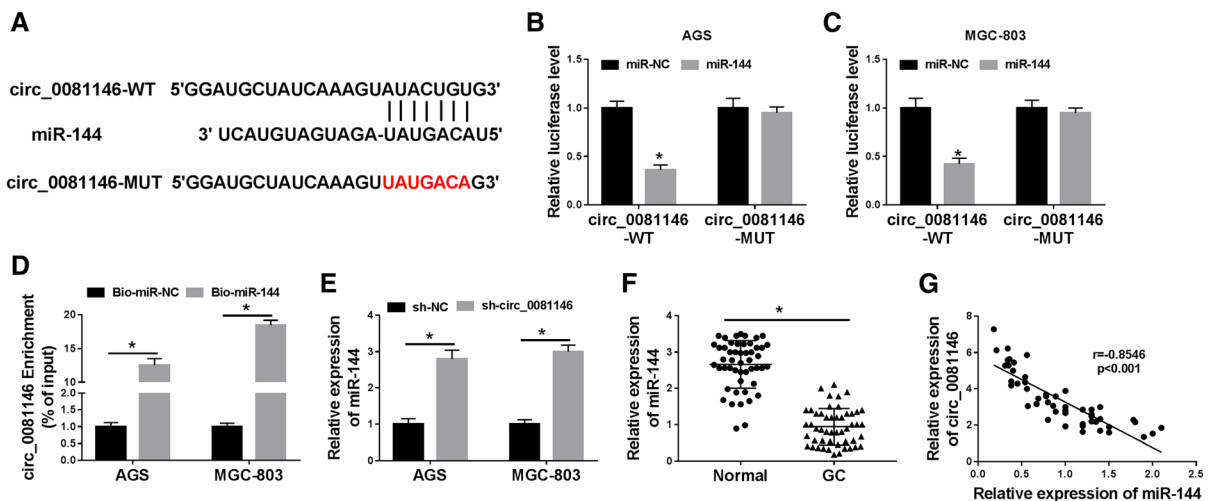 A
circ_0081146-WT 5'GGAUGCUAUCAAAGUAUACUGUG3'
miR-144 3' UCAUGUAGUAGA-UAUGACAU5'
circ_0081146-MUT 5'GGAUGCUAUCAAAGUUAUGACAG3'
B
AGS
miR-NC miR-144
Relative luciferase level
1.5
1.0
0.5
0.0
*
circ_0081146
-WT
circ_0081146
-MUT
C
MGC-803
miR-NC miR-144
Relative luciferase level
1.5
1.0
0.5
0.0
*
circ_0081146
-WT
circ_0081146
-MUT
D
Bio-miR-NC Bio-miR-144
circ_0081146 Enrichment
(% of input)
20
15
10
2.0
1.5
1.0
0.5
0.0
*
*
AGS MGC-803
E
sh-NC sh-circ_0081146
Relative expression
of miR-144
4
3
2
1
0
*
*
AGS MGC-803
F
Relative expression
of miR-144
4
3
2
1
0
*
Normal GC
G
Relative expression
of circ_0081146
8
6
4
2
0
r=-0.8546
p<0.001
0.0 0.5 1.0 1.5 2.0 2.5
Relative expression of miR-144